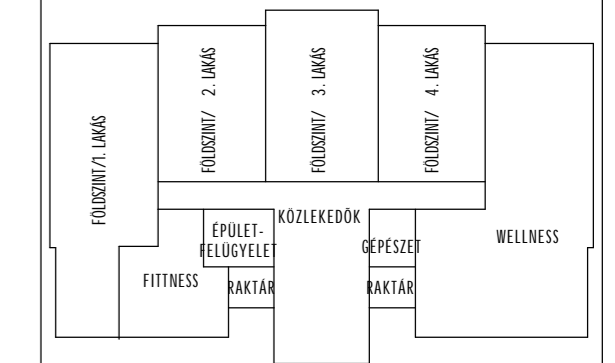 FÖLDSZINT/1. LAKÁS
FÖLDSZINT/ 2. LAKÁS
FÖLDSZINT/ 3. LAKÁS
FÖLDSZINT/ 4. LAKÁS
KÖZLEKEDŐK
ÉPÜLET-
FELÜGYELET
GÉPÉSZET
WELLNESS
FITTNESS
RAKTÁR
RAKTÁR